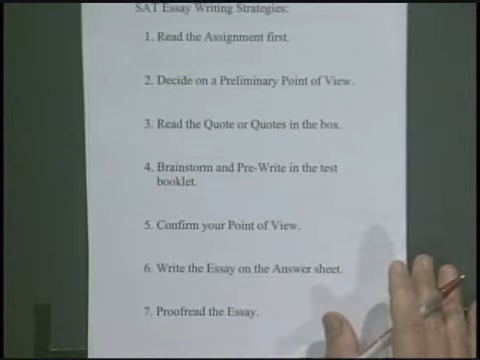 SAT Essay Writing Strategies:
1. Read the Assignment first.
2. Decide on a Preliminary Point of View.
3. Read the Quote or Quotes in the box.
4. Brainstorm and Pre-Write in the test
booklet.
5. Confirm your Point of View.
6. Write the Essay on the Answer sheet.
7. Proofread the Essay.